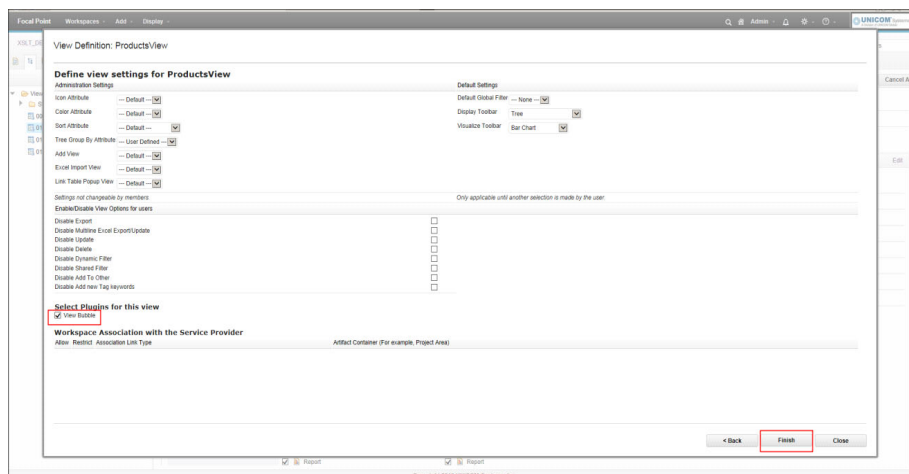 Focal Point Workspaces Add Display Admin UNICOM Systems
View Definition: ProductsView
Cancel A
Define view settings for ProductsView
Administration Settings Default Settings
Icon Attribute --- Default --- Default Global Filter --- None ---
Color Attribute --- Default --- Display Toolbar Tree
Sort Attribute --- Default --- Visualize Toolbar Bar Chart
Tree Group By Attribute --- User Defined ---
Add View --- Default ---
Edit
Excel Import View --- Default ---
Link Table Popup View --- Default ---
Settings not changeable by members Only applicable until another selection is made by the user.
Enable/Disable View Options for users
Disable Export
Disable Multiline Excel Export/Update
Disable Update
Disable Delete
Disable Dynamic Filter
Disable Shared Filter
Disable Add To Other
Disable Add new Tag keywords
Select Plugins for this view
View Bubble
Workspace Association with the Service Provider
Allow Restrict Association Link Type Artifact Container (For example, Project Area)
< Back Finish Close
Report Report